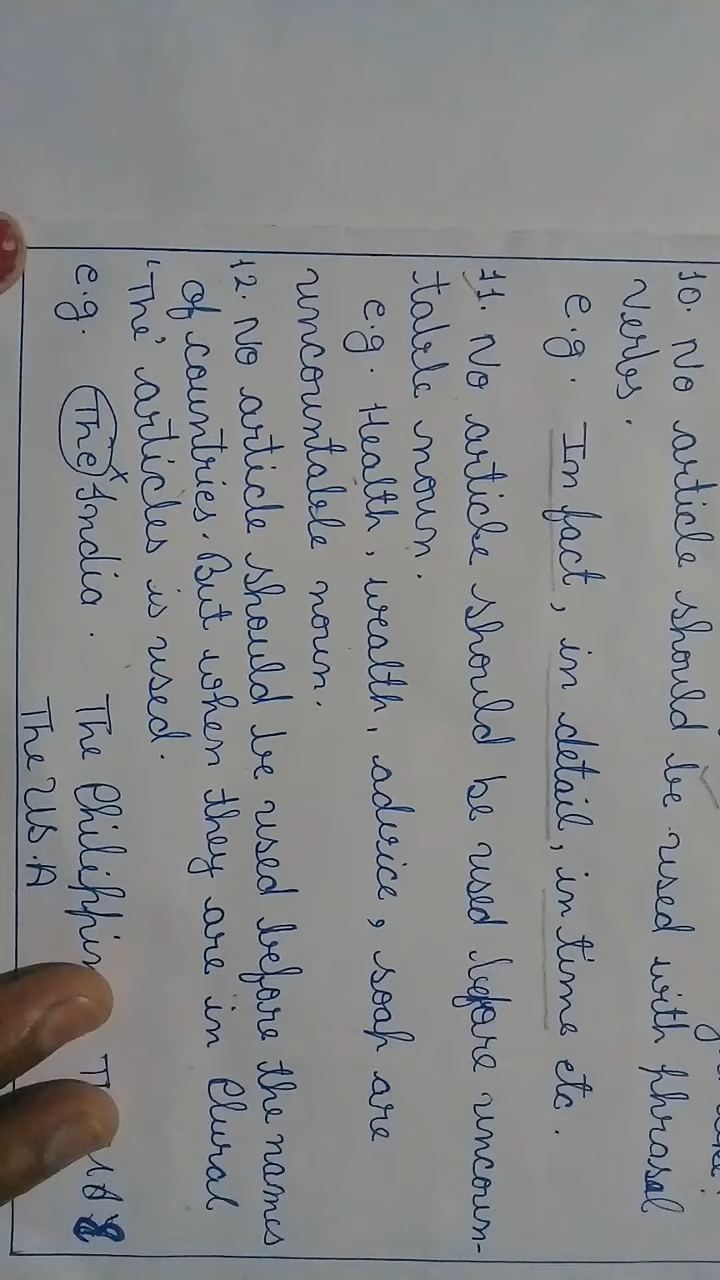 10. No article should be used with phrasal
verbs.
e.g. In fact, in detail, in time etc.
11. No article should be used before uncoun-
table noun.
e.g. Health, wealth, advice, soap are
uncountable noun.
12. No article should be used before the names
of countries. But when they are in Plural
'The' articles is used.
e.g. The India. The Philippin
The U.S.A